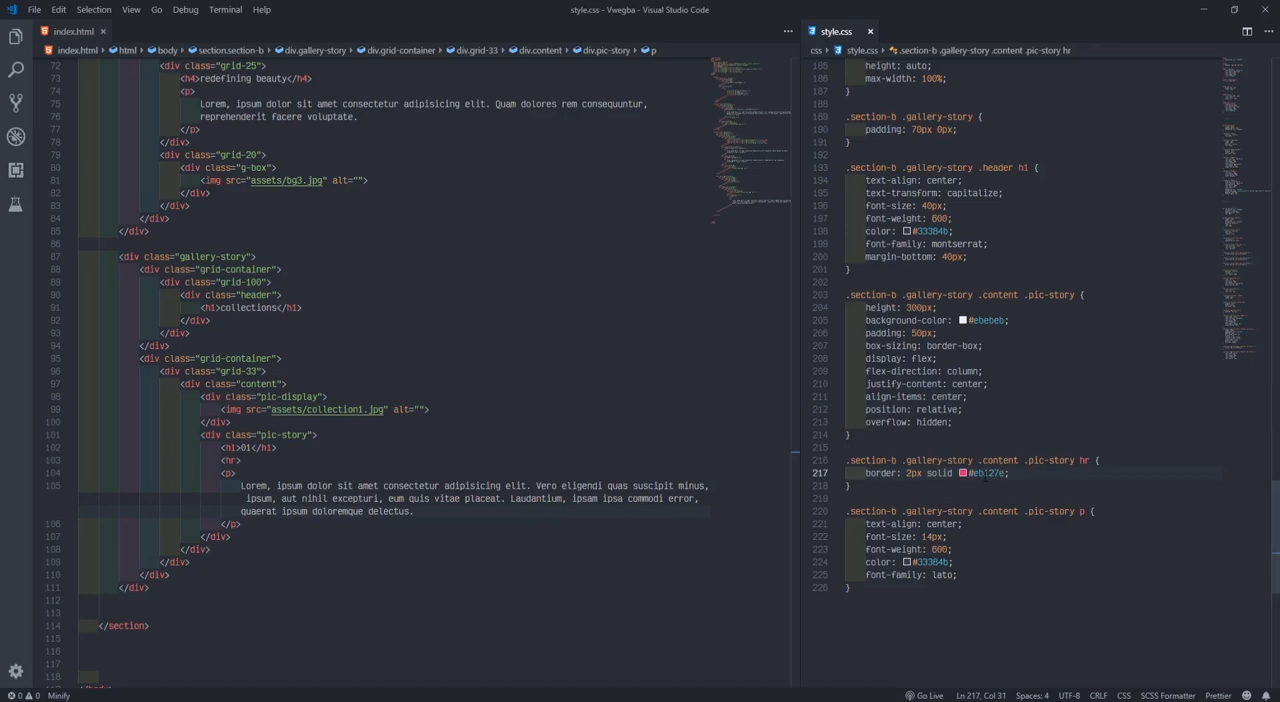 File Edit Selection View Go Debug Terminal Help
style.css - Vwegba - Visual Studio Code
index.html ×
index.html > html > body > section.section-b > div.gallery-story > div.grid-container > div.grid-33 > div.content > div.pic-story > p
72 <div class="grid-25">
73 <h4>redefining beauty</h4>
74 <p>
75 Lorem, ipsum dolor sit amet consectetur adipisicing elit. Quam dolores rem consequuntur,
76 reprehenderit facere voluptate.
77 </p>
78 </div>
79 <div class="grid-20">
80 <div class="g-box">
81 <img src="assets/bg3.jpg" alt="">
82 </div>
83 </div>
84 </div>
85 </div>
86
87 <div class="gallery-story">
88 <div class="grid-container">
89 <div class="grid-100">
90 <div class="header">
91 <h1>collections</h1>
92 </div>
93 </div>
94 </div>
95 <div class="grid-container">
96 <div class="grid-33">
97 <div class="content">
98 <div class="pic-display">
99 <img src="assets/collection1.jpg" alt="">
100 </div>
101 <div class="pic-story">
102 <h1>01</h1>
103 <hr>
104 <p>
105 Lorem, ipsum dolor sit amet consectetur adipisicing elit. Vero eligendi quas suscipit minus,
ipsum, aut nihil excepturi, eum quis vitae placeat. Laudantium, ipsam ipsa commodi error,
quaerat ipsum doloremque delectus.
106 </p>
107 </div>
108 </div>
109 </div>
110 </div>
111 </div>
112
113
114 </section>
115
116
117
118
style.css ×
css > style.css > .section-b .gallery-story .content .pic-story hr
185 height: auto;
186 max-width: 100%;
187 }
188
189 .section-b .gallery-story {
190 padding: 70px 0px;
191 }
192
193 .section-b .gallery-story .header h1 {
194 text-align: center;
195 text-transform: capitalize;
196 font-size: 40px;
197 font-weight: 600;
198 color: #33384b;
199 font-family: montserrat;
200 margin-bottom: 40px;
201 }
202
203 .section-b .gallery-story .content .pic-story {
204 height: 300px;
205 background-color: #ebebeb;
206 padding: 50px;
207 box-sizing: border-box;
208 display: flex;
209 flex-direction: column;
210 justify-content: center;
211 align-items: center;
212 position: relative;
213 overflow: hidden;
214 }
215
216 .section-b .gallery-story .content .pic-story hr {
217 border: 2px solid #eb127e;
218 }
219
220 .section-b .gallery-story .content .pic-story p {
221 text-align: center;
222 font-size: 14px;
223 font-weight: 600;
224 color: #33384b;
225 font-family: lato;
226 }
0 0 Minify
Go Live Ln 217, Col 31 Spaces: 4 UTF-8 CRLF CSS SCSS Formatter Prettier